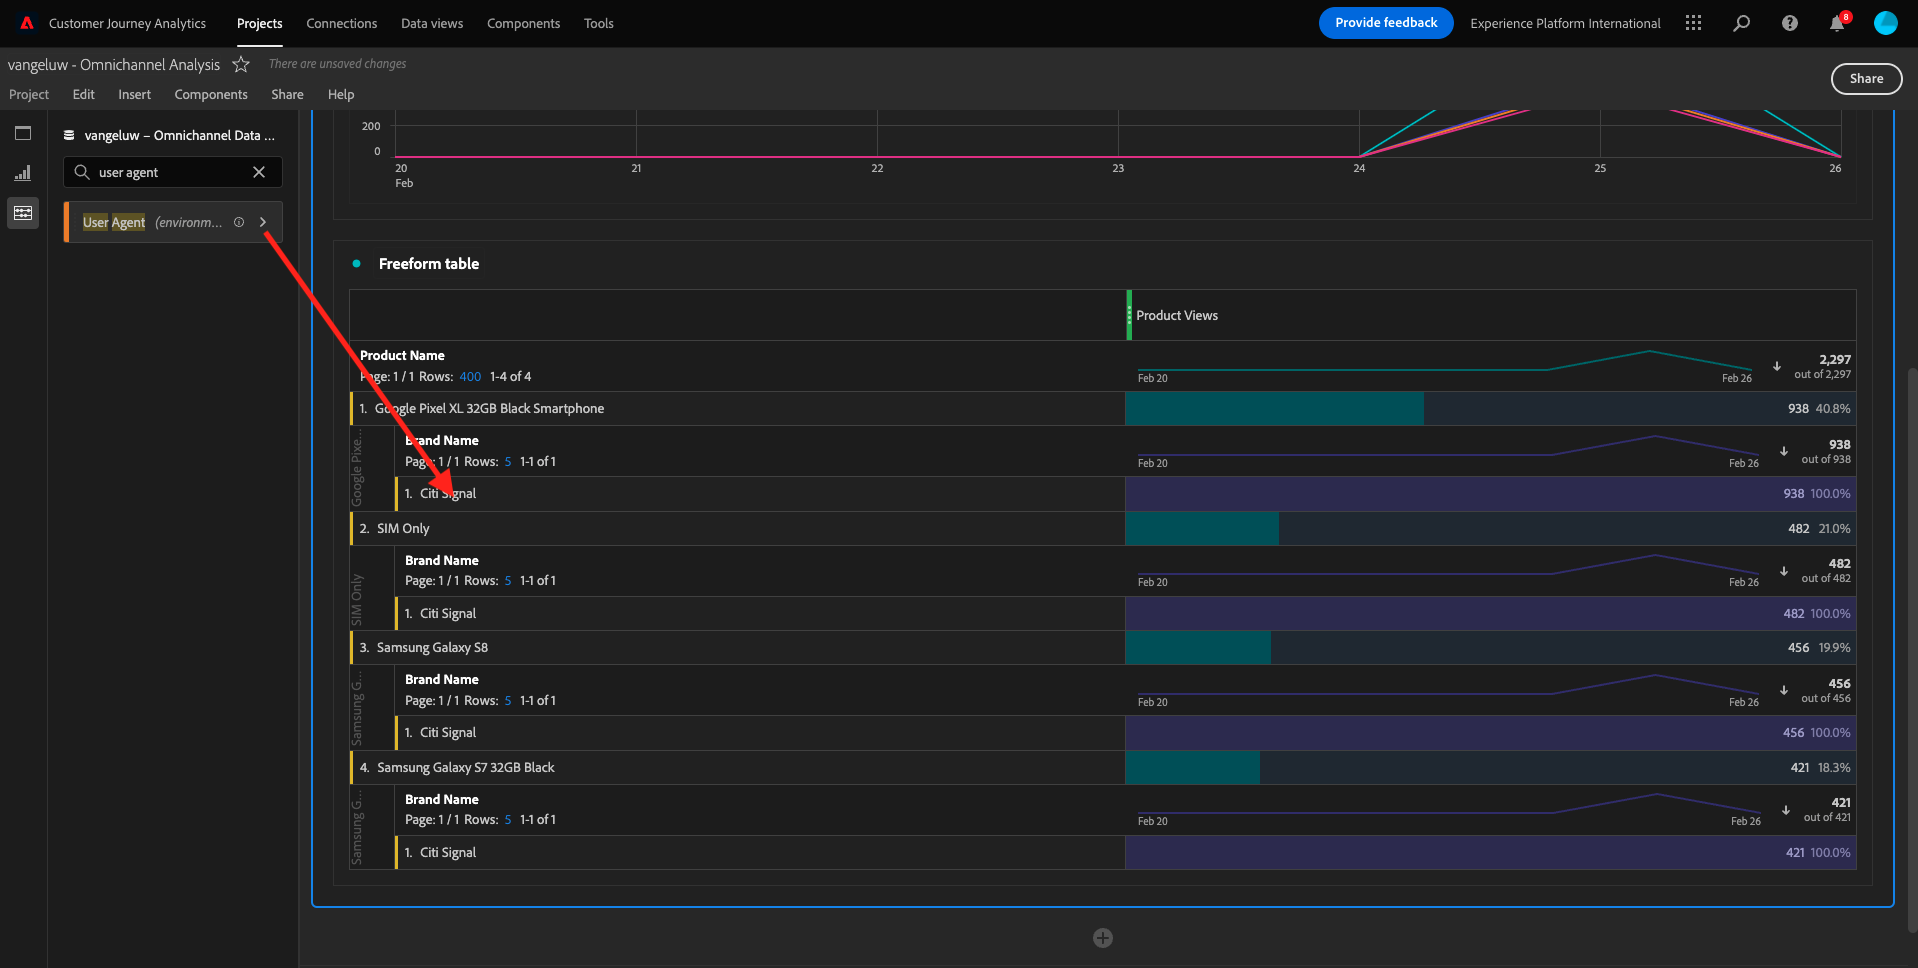 Customer Journey Analytics Projects Connections Data views Components Tools Provide feedback Experience Platform International 8
vangeluw - Omnichannel Analysis There are unsaved changes
Share
Project Edit Insert Components Share Help
vangeluw – Omnichannel Data ...
user agent
User Agent (environm...
200
0
20 21 22 23 24 25 26
Feb
Freeform table
Product Views
Product Name
Page: 1 / 1 Rows: 400 1-4 of 4
Feb 20 Feb 26
2,297
out of 2,297
1. Google Pixel XL 32GB Black Smartphone 938 40.8%
Google Pixe...
Brand Name
Page: 1 / 1 Rows: 5 1-1 of 1
Feb 20 Feb 26
938
out of 938
1. Citi Signal 938 100.0%
2. SIM Only 482 21.0%
SIM Only
Brand Name
Page: 1 / 1 Rows: 5 1-1 of 1
Feb 20 Feb 26
482
out of 482
1. Citi Signal 482 100.0%
3. Samsung Galaxy S8 456 19.9%
Samsung G...
Brand Name
Page: 1 / 1 Rows: 5 1-1 of 1
Feb 20 Feb 26
456
out of 456
1. Citi Signal 456 100.0%
4. Samsung Galaxy S7 32GB Black 421 18.3%
Samsung G...
Brand Name
Page: 1 / 1 Rows: 5 1-1 of 1
Feb 20 Feb 26
421
out of 421
1. Citi Signal 421 100.0%